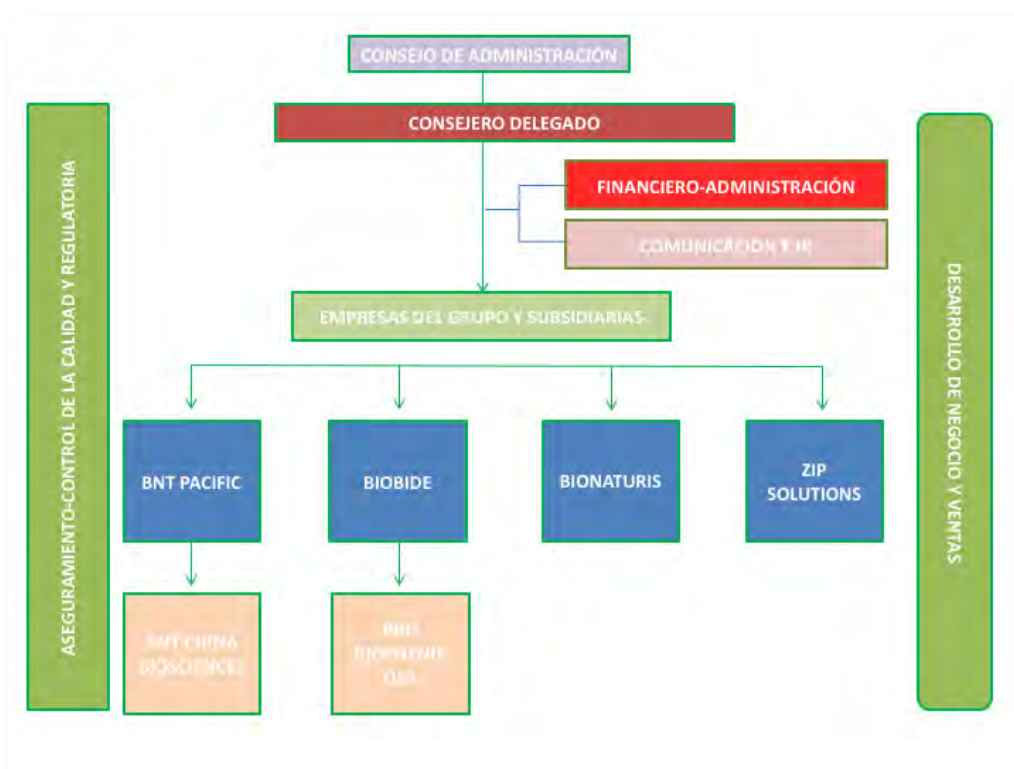 CONSEJO DE ADMINISTRACIÓN
CONSEJERO DELEGADO
FINANCIERO-ADMINISTRACIÓN
COMUNICACIÓN Y IR
EMPRESAS DEL GRUPO Y SUBSIDIARIAS
ASEGURAMIENTO-CONTROL DE LA CALIDAD Y REGULATORIA
DESARROLLO DE NEGOCIO Y VENTAS
BNT PACIFIC
BIOBIDE
BIONATURIS
ZIP
SOLUTIONS
BNT CHINA
BIOSCIENCES